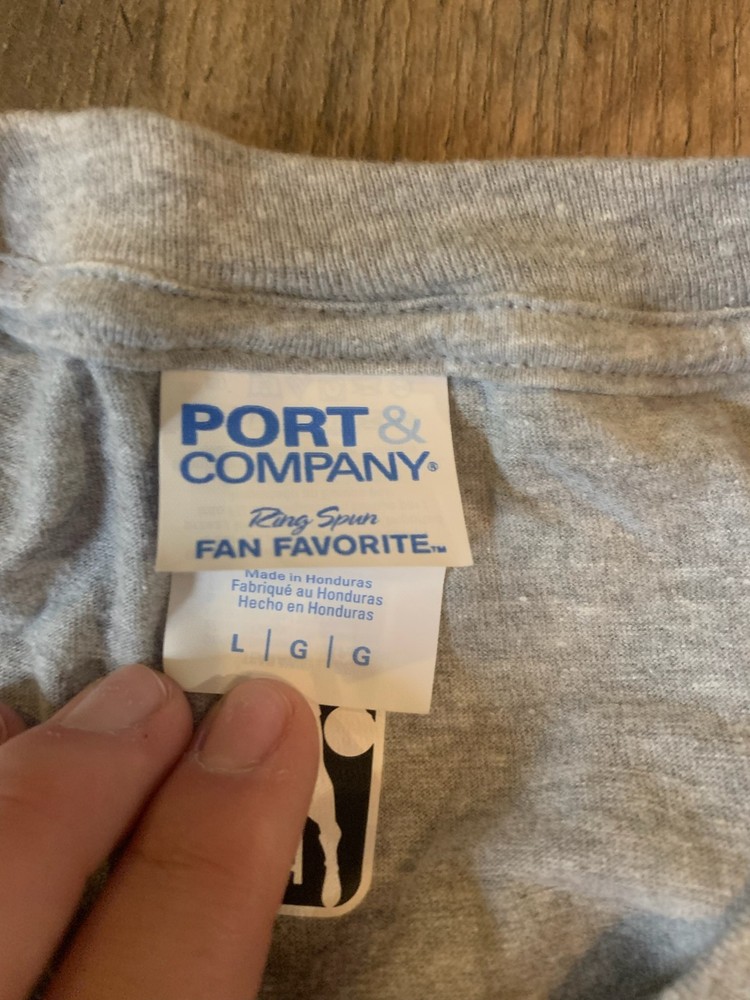 PORT &
COMPANY®
Ring Spun
FAN FAVORITE™
Made in Honduras
Fabriqué au Honduras
Hecho en Honduras
L | G | G